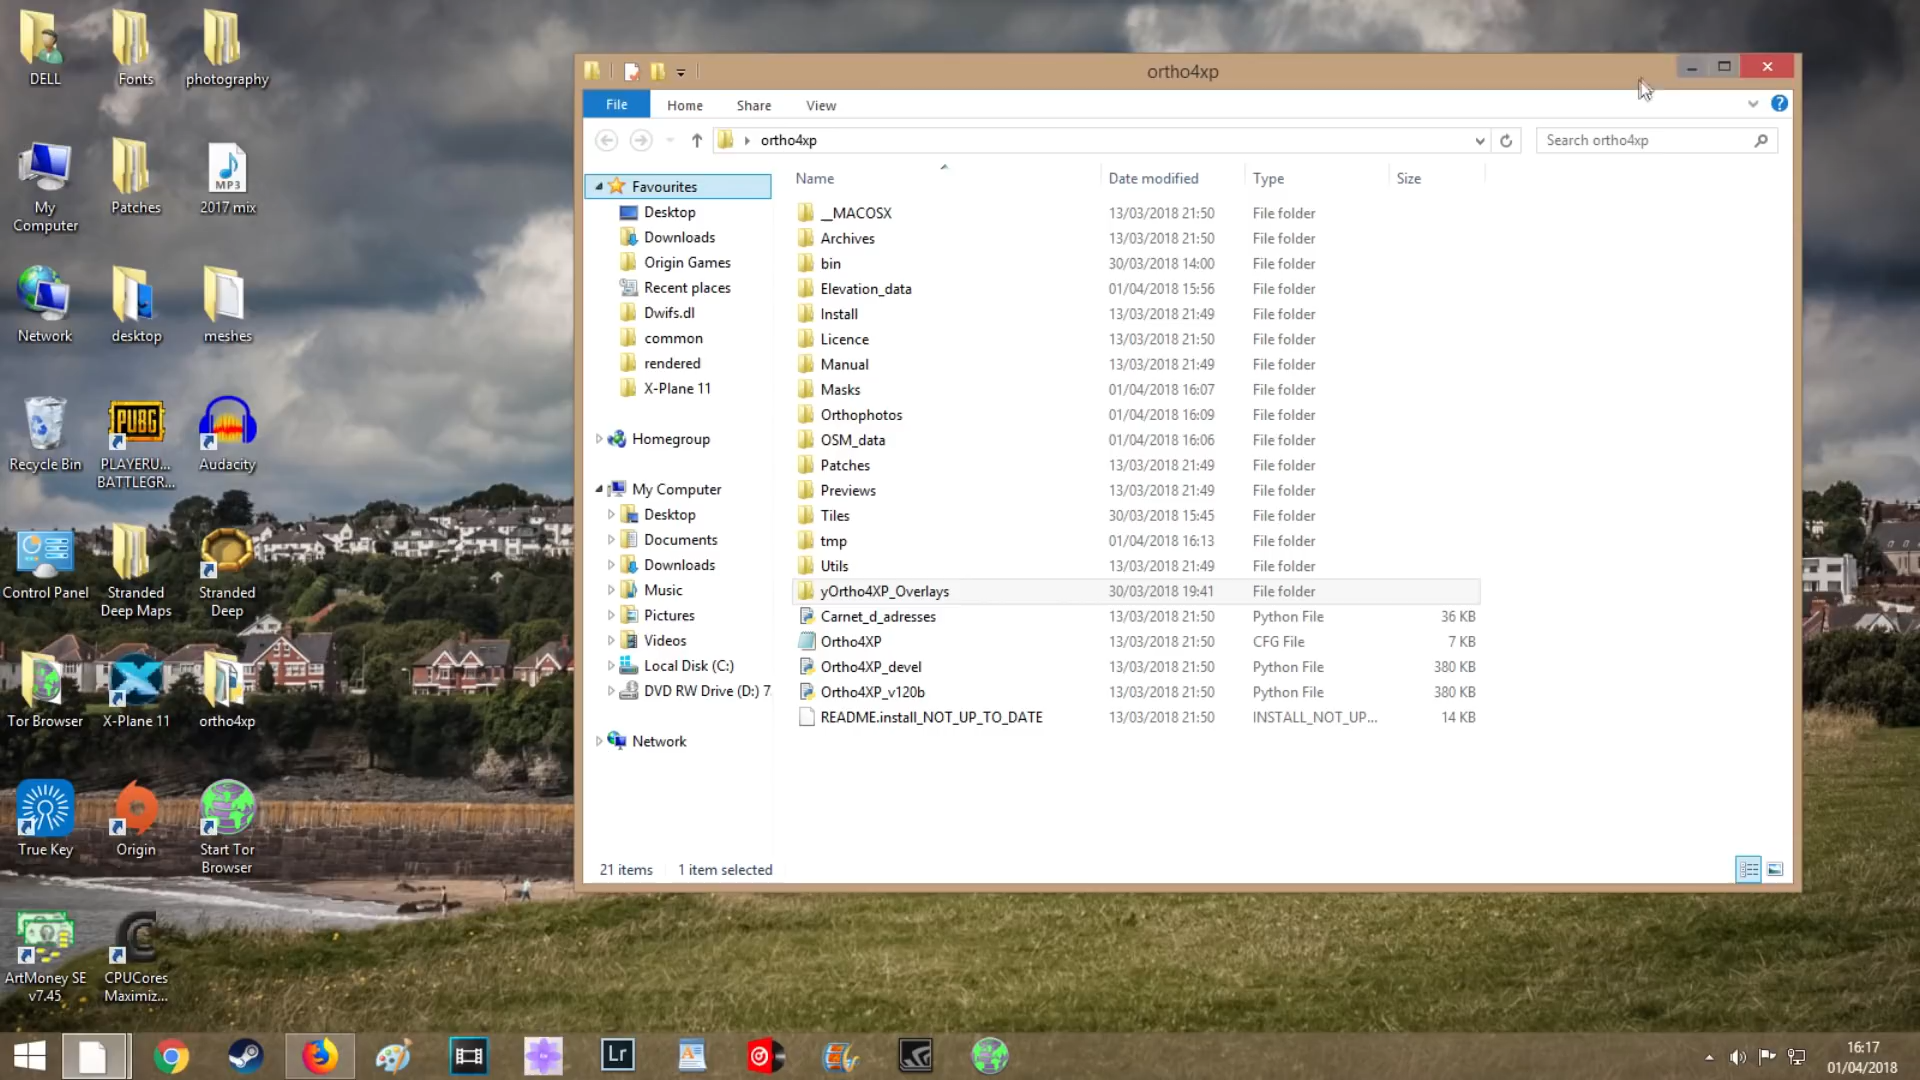 DELL
Fonts
photography
My Computer
Patches
MP3
2017 mix
Network
desktop
meshes
Recycle Bin
PUBG
PLAYERU...
BATTLEGR...
Audacity
Control Panel
Stranded
Deep Maps
Stranded
Deep
Tor Browser
X-Plane 11
ortho4xp
True Key
Origin
Start Tor
Browser
ArtMoney SE
v7.45
CPUCores
Maximiz...
ortho4xp
File Home Share View
ortho4xp
Search ortho4xp
Favourites
Desktop
Downloads
Origin Games
Recent places
Dwifs.dl
common
rendered
X-Plane 11
Homegroup
My Computer
Desktop
Documents
Downloads
Music
Pictures
Videos
Local Disk (C:)
DVD RW Drive (D:) 7
Network
Name Date modified Type Size
__MACOSX 13/03/2018 21:50 File folder
Archives 13/03/2018 21:50 File folder
bin 30/03/2018 14:00 File folder
Elevation_data 01/04/2018 15:56 File folder
Install 13/03/2018 21:49 File folder
Licence 13/03/2018 21:50 File folder
Manual 13/03/2018 21:49 File folder
Masks 01/04/2018 16:07 File folder
Orthophotos 01/04/2018 16:09 File folder
OSM_data 01/04/2018 16:06 File folder
Patches 13/03/2018 21:49 File folder
Previews 13/03/2018 21:49 File folder
Tiles 30/03/2018 15:45 File folder
tmp 01/04/2018 16:13 File folder
Utils 13/03/2018 21:49 File folder
yOrtho4XP_Overlays 30/03/2018 19:41 File folder
Carnet_d_adresses 13/03/2018 21:50 Python File 36 KB
Ortho4XP 13/03/2018 21:50 CFG File 7 KB
Ortho4XP_devel 13/03/2018 21:50 Python File 380 KB
Ortho4XP_v120b 13/03/2018 21:50 Python File 380 KB
README.install_NOT_UP_TO_DATE 13/03/2018 21:50 INSTALL_NOT_UP... 14 KB
21 items 1 item selected
Lr
16:17
01/04/2018